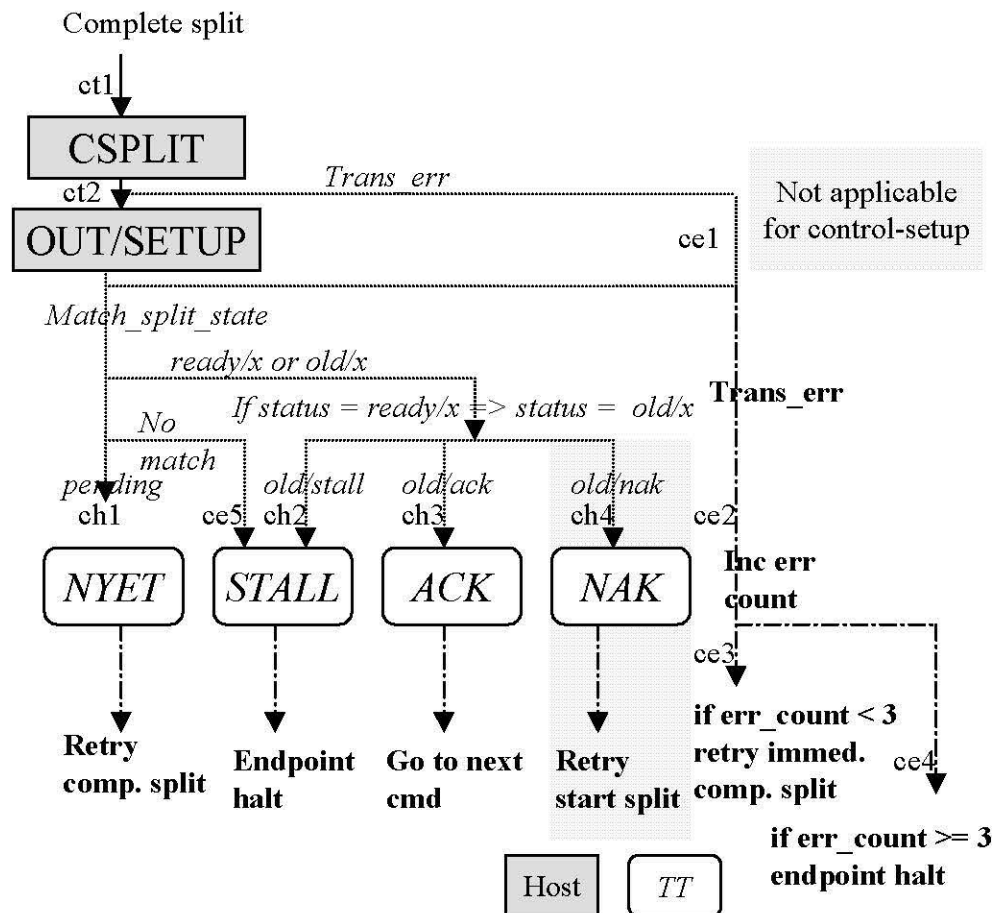 Complete split
ct1
CSPLIT
Trans_err
ct2
Not applicable
for control-setup
OUT/SETUP
ce1
Match_split_state
ready/x or old/x
Trans_err
If status = ready/x => status = old/x
No
match
pending
old/stall
old/ack
old/nak
ch1
ce5
ch2
ch3
ch4
ce2
NYET
STALL
ACK
NAK
Inc err
count
ce3
Retry
comp. split
Endpoint
halt
Go to next
cmd
Retry
start split
if err_count < 3
retry immed.
comp. split
ce4
if err_count >= 3
endpoint halt
Host
TT